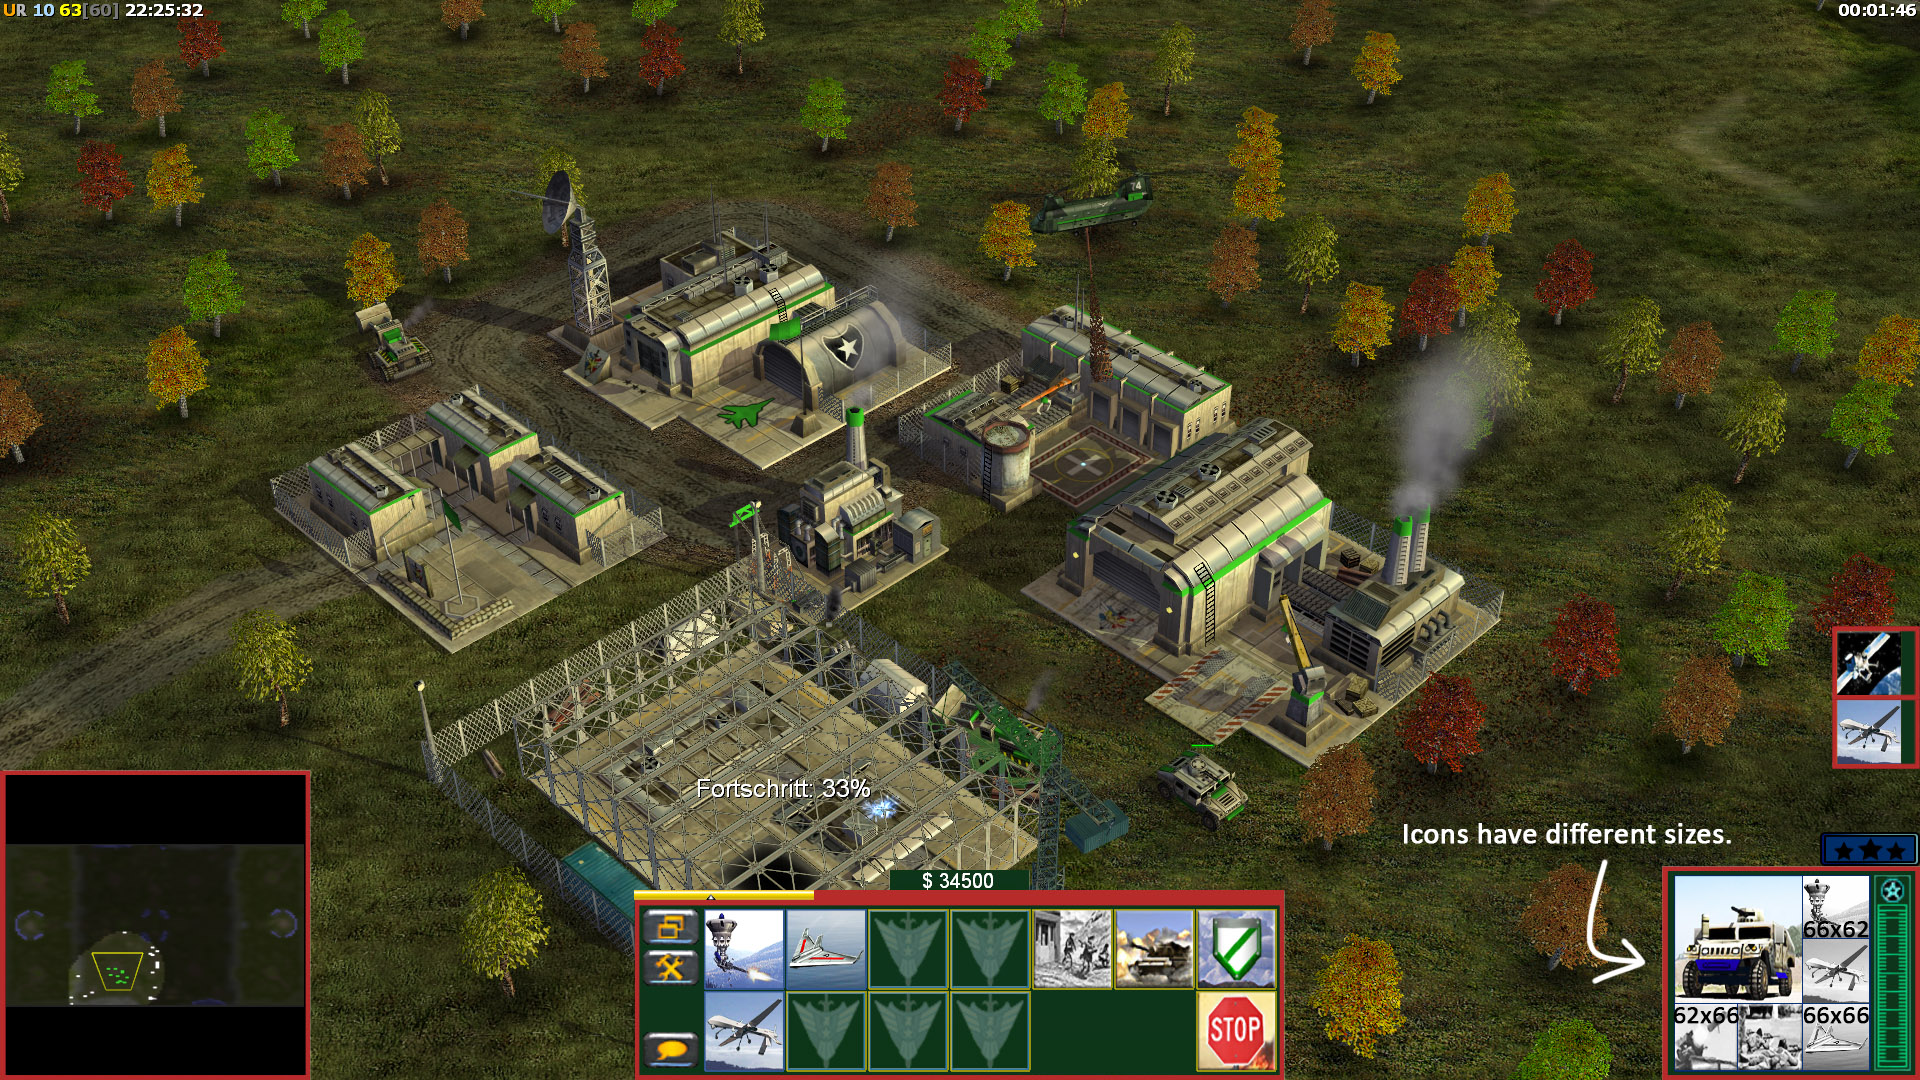 UR 10 63[60] 22:25:32
00:01:46
74
Fortschritt: 33%
Icons have different sizes.
$ 34500
66x62
62x66
66x66
STOP